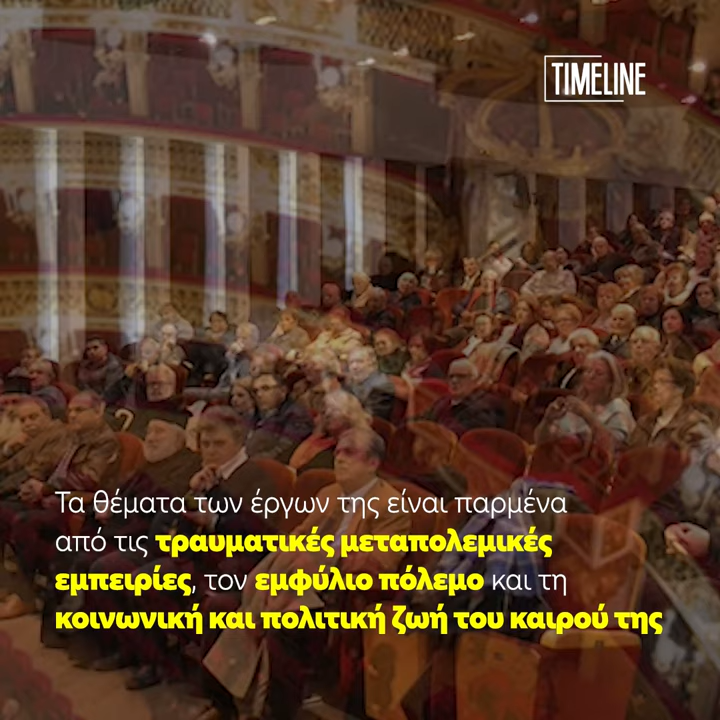 TIMELINE
Τα θέματα των έργων της είναι παρμένα
από τις τραυματικές μεταπολεμικές
εμπειρίες, τον εμφύλιο πόλεμο και τη
κοινωνική και πολιτική ζωή του καιρού της